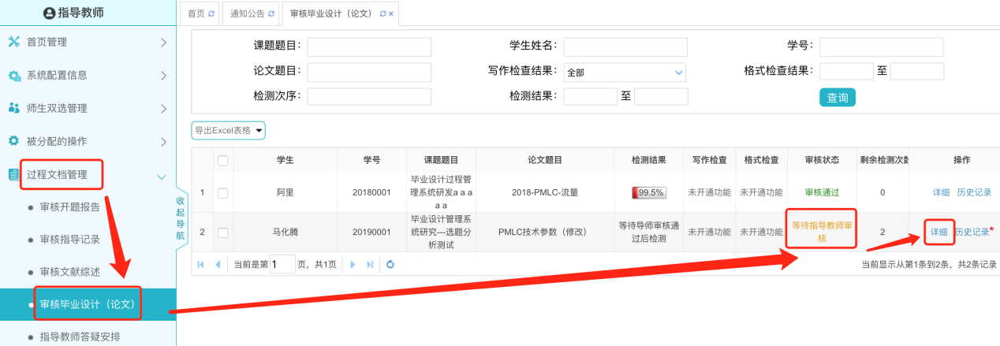 指导教师
首页管理
系统配置信息
师生双选管理
被分配的操作
过程文档管理
审核开题报告
审核指导记录
审核文献综述
审核毕业设计（论文）
指导教师答疑安排
收起导航
首页 通知公告 审核毕业设计（论文）
课题题目： 学生姓名： 学号：
论文题目： 写作检查结果： 全部 格式检查结果： 至
检测次序： 检测结果： 至 查询
导出Excel表格
学生 学号 课题题目 论文题目 检测结果 写作检查 格式检查 审核状态 剩余检测次数 操作
1 阿里 20180001 毕业设计过程管理系统研发a a a a a 2018-PMLC-流量 99.5% 未开通功能 未开通功能 审核通过 0 详细 历史记录
2 马化腾 20190001 毕业设计管理系统研究---选题分析测试 PMLC技术参数（修改） 等待导师审核通过后检测 未开通功能 未开通功能 等待指导教师审核 2 详细 历史记录*
当前是第 1 页，共1页 当前显示从第1条到2条，共2条记录